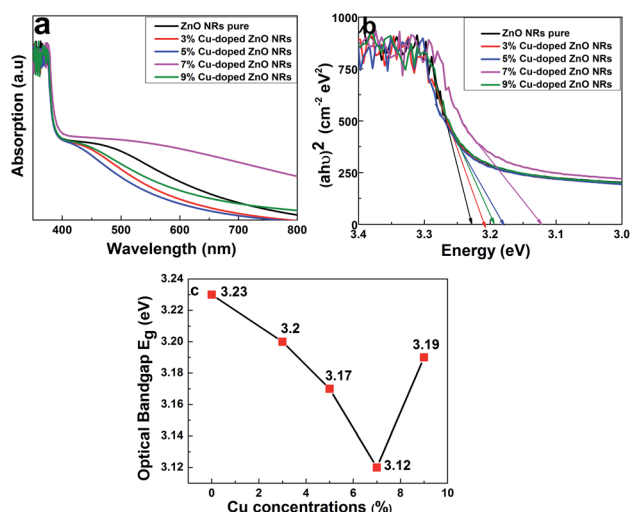 a
ZnO NRs pure
3% Cu-doped ZnO NRs
5% Cu-doped ZnO NRs
7% Cu-doped ZnO NRs
9% Cu-doped ZnO NRs
Absorption (a.u)
400 500 600 700 800
Wavelength (nm)
b
ZnO NRs pure
3% Cu-doped ZnO NRs
5% Cu-doped ZnO NRs
7% Cu-doped ZnO NRs
9% Cu-doped ZnO NRs
(ahυ)² (cm⁻² eV²)
1000
750
500
250
0
3.4 3.3 3.2 3.1 3.0
Energy (eV)
c
Optical Bandgap Eg (eV)
3.24
3.22
3.20
3.18
3.16
3.14
3.12
3.23
3.2
3.17
3.12
3.19
0 2 4 6 8 10
Cu concentrations (%)